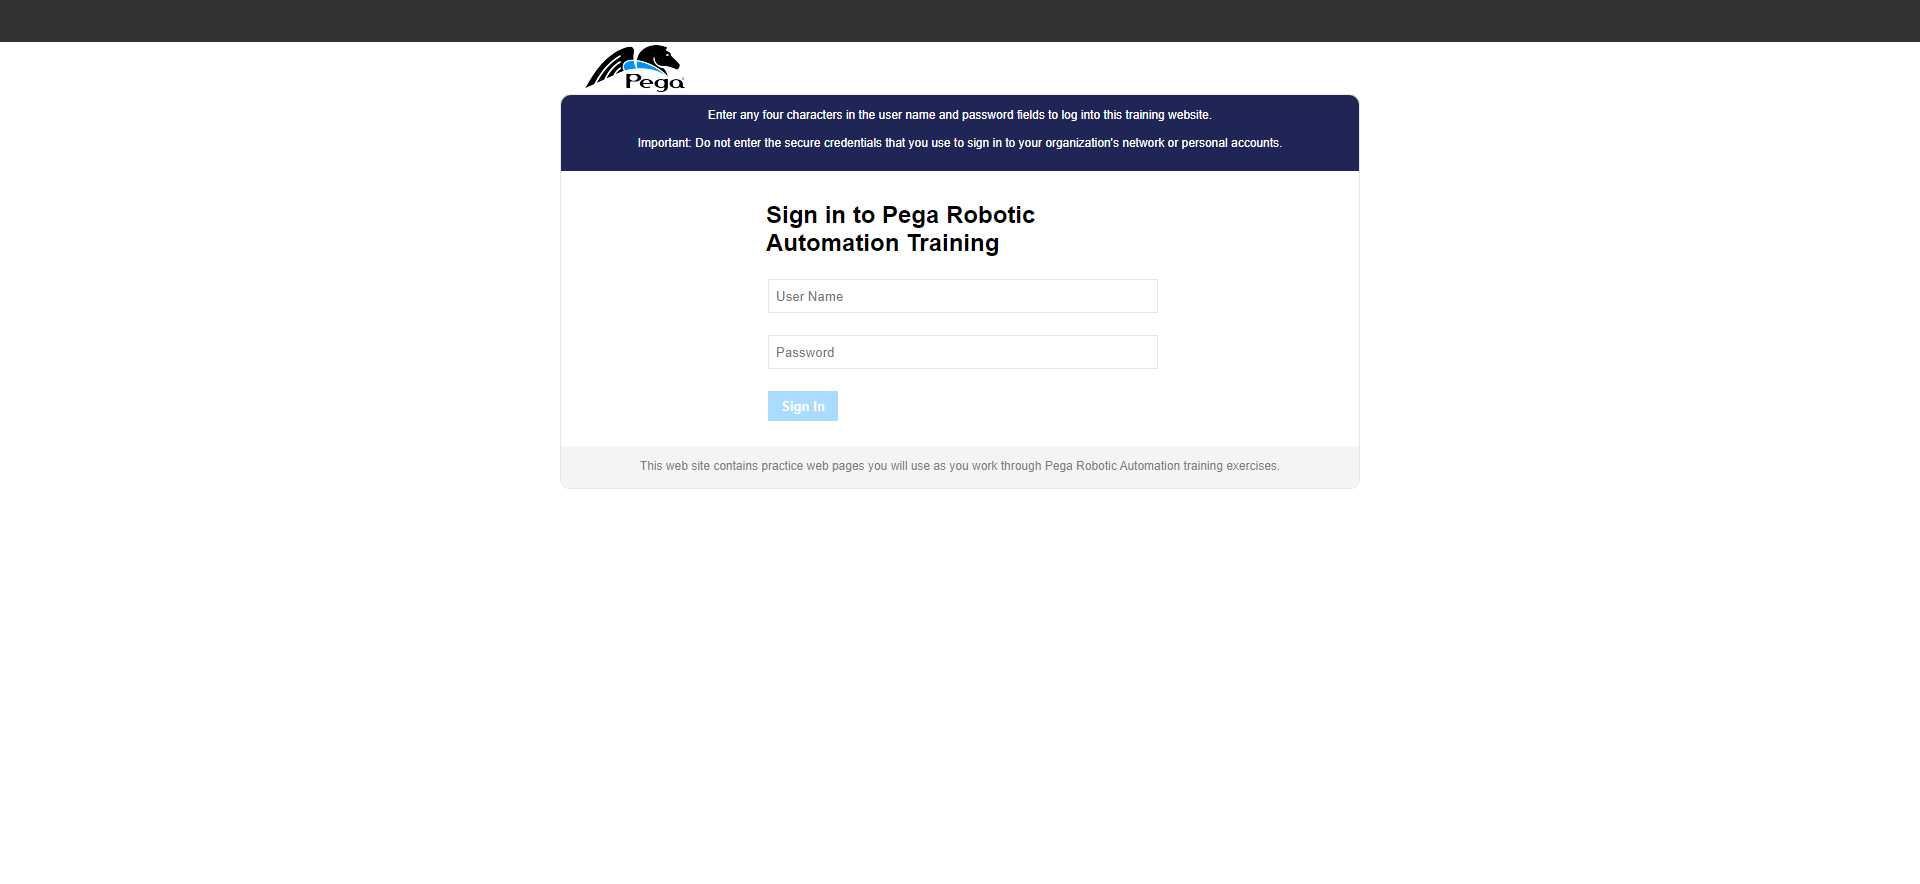 Pega
Enter any four characters in the user name and password fields to log into this training website.
Important: Do not enter the secure credentials that you use to sign in to your organization's network or personal accounts.
Sign in to Pega Robotic
Automation Training
User Name
Password
Sign In
This web site contains practice web pages you will use as you work through Pega Robotic Automation training exercises.